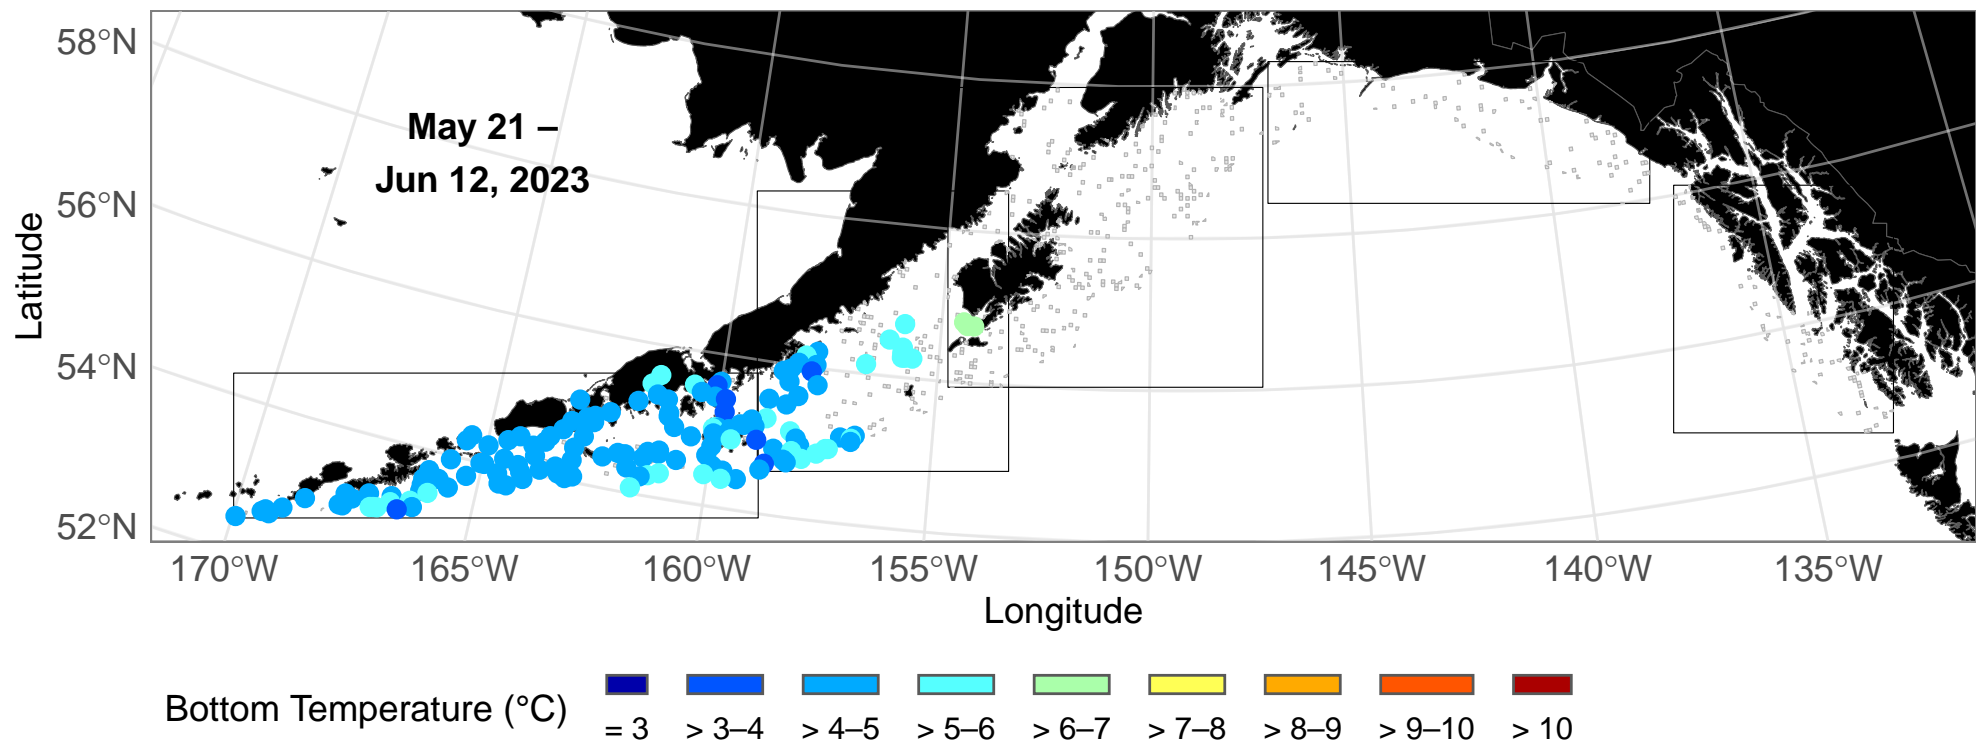 58°N
May 21 –
Jun 12, 2023
56°N
Latitude
54°N
52°N
170°W 165°W 160°W 155°W 150°W 145°W 140°W 135°W
Longitude
Bottom Temperature (°C)
= 3 > 3–4 > 4–5 > 5–6 > 6–7 > 7–8 > 8–9 > 9–10 > 10